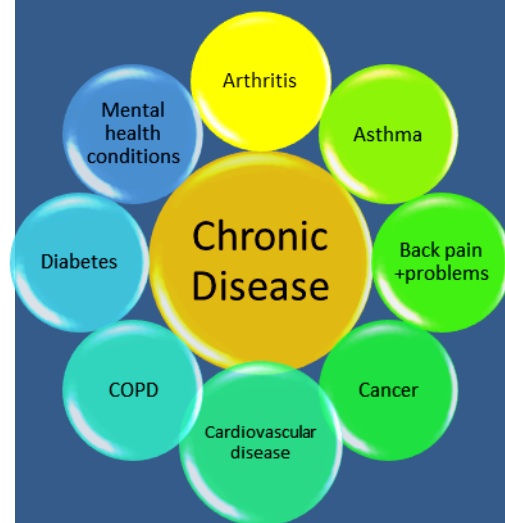 Chronic
Disease
Arthritis
Asthma
Back pain
+problems
Cancer
Cardiovascular
disease
COPD
Diabetes
Mental
health
conditions